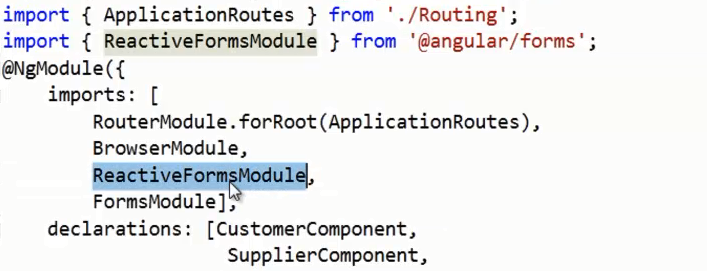 import { ApplicationRoutes } from './Routing';
import { ReactiveFormsModule } from '@angular/forms';
@NgModule({
imports: [
RouterModule.forRoot(ApplicationRoutes),
BrowserModule,
ReactiveFormsModule,
FormsModule],
declarations: [CustomerComponent,
SupplierComponent,